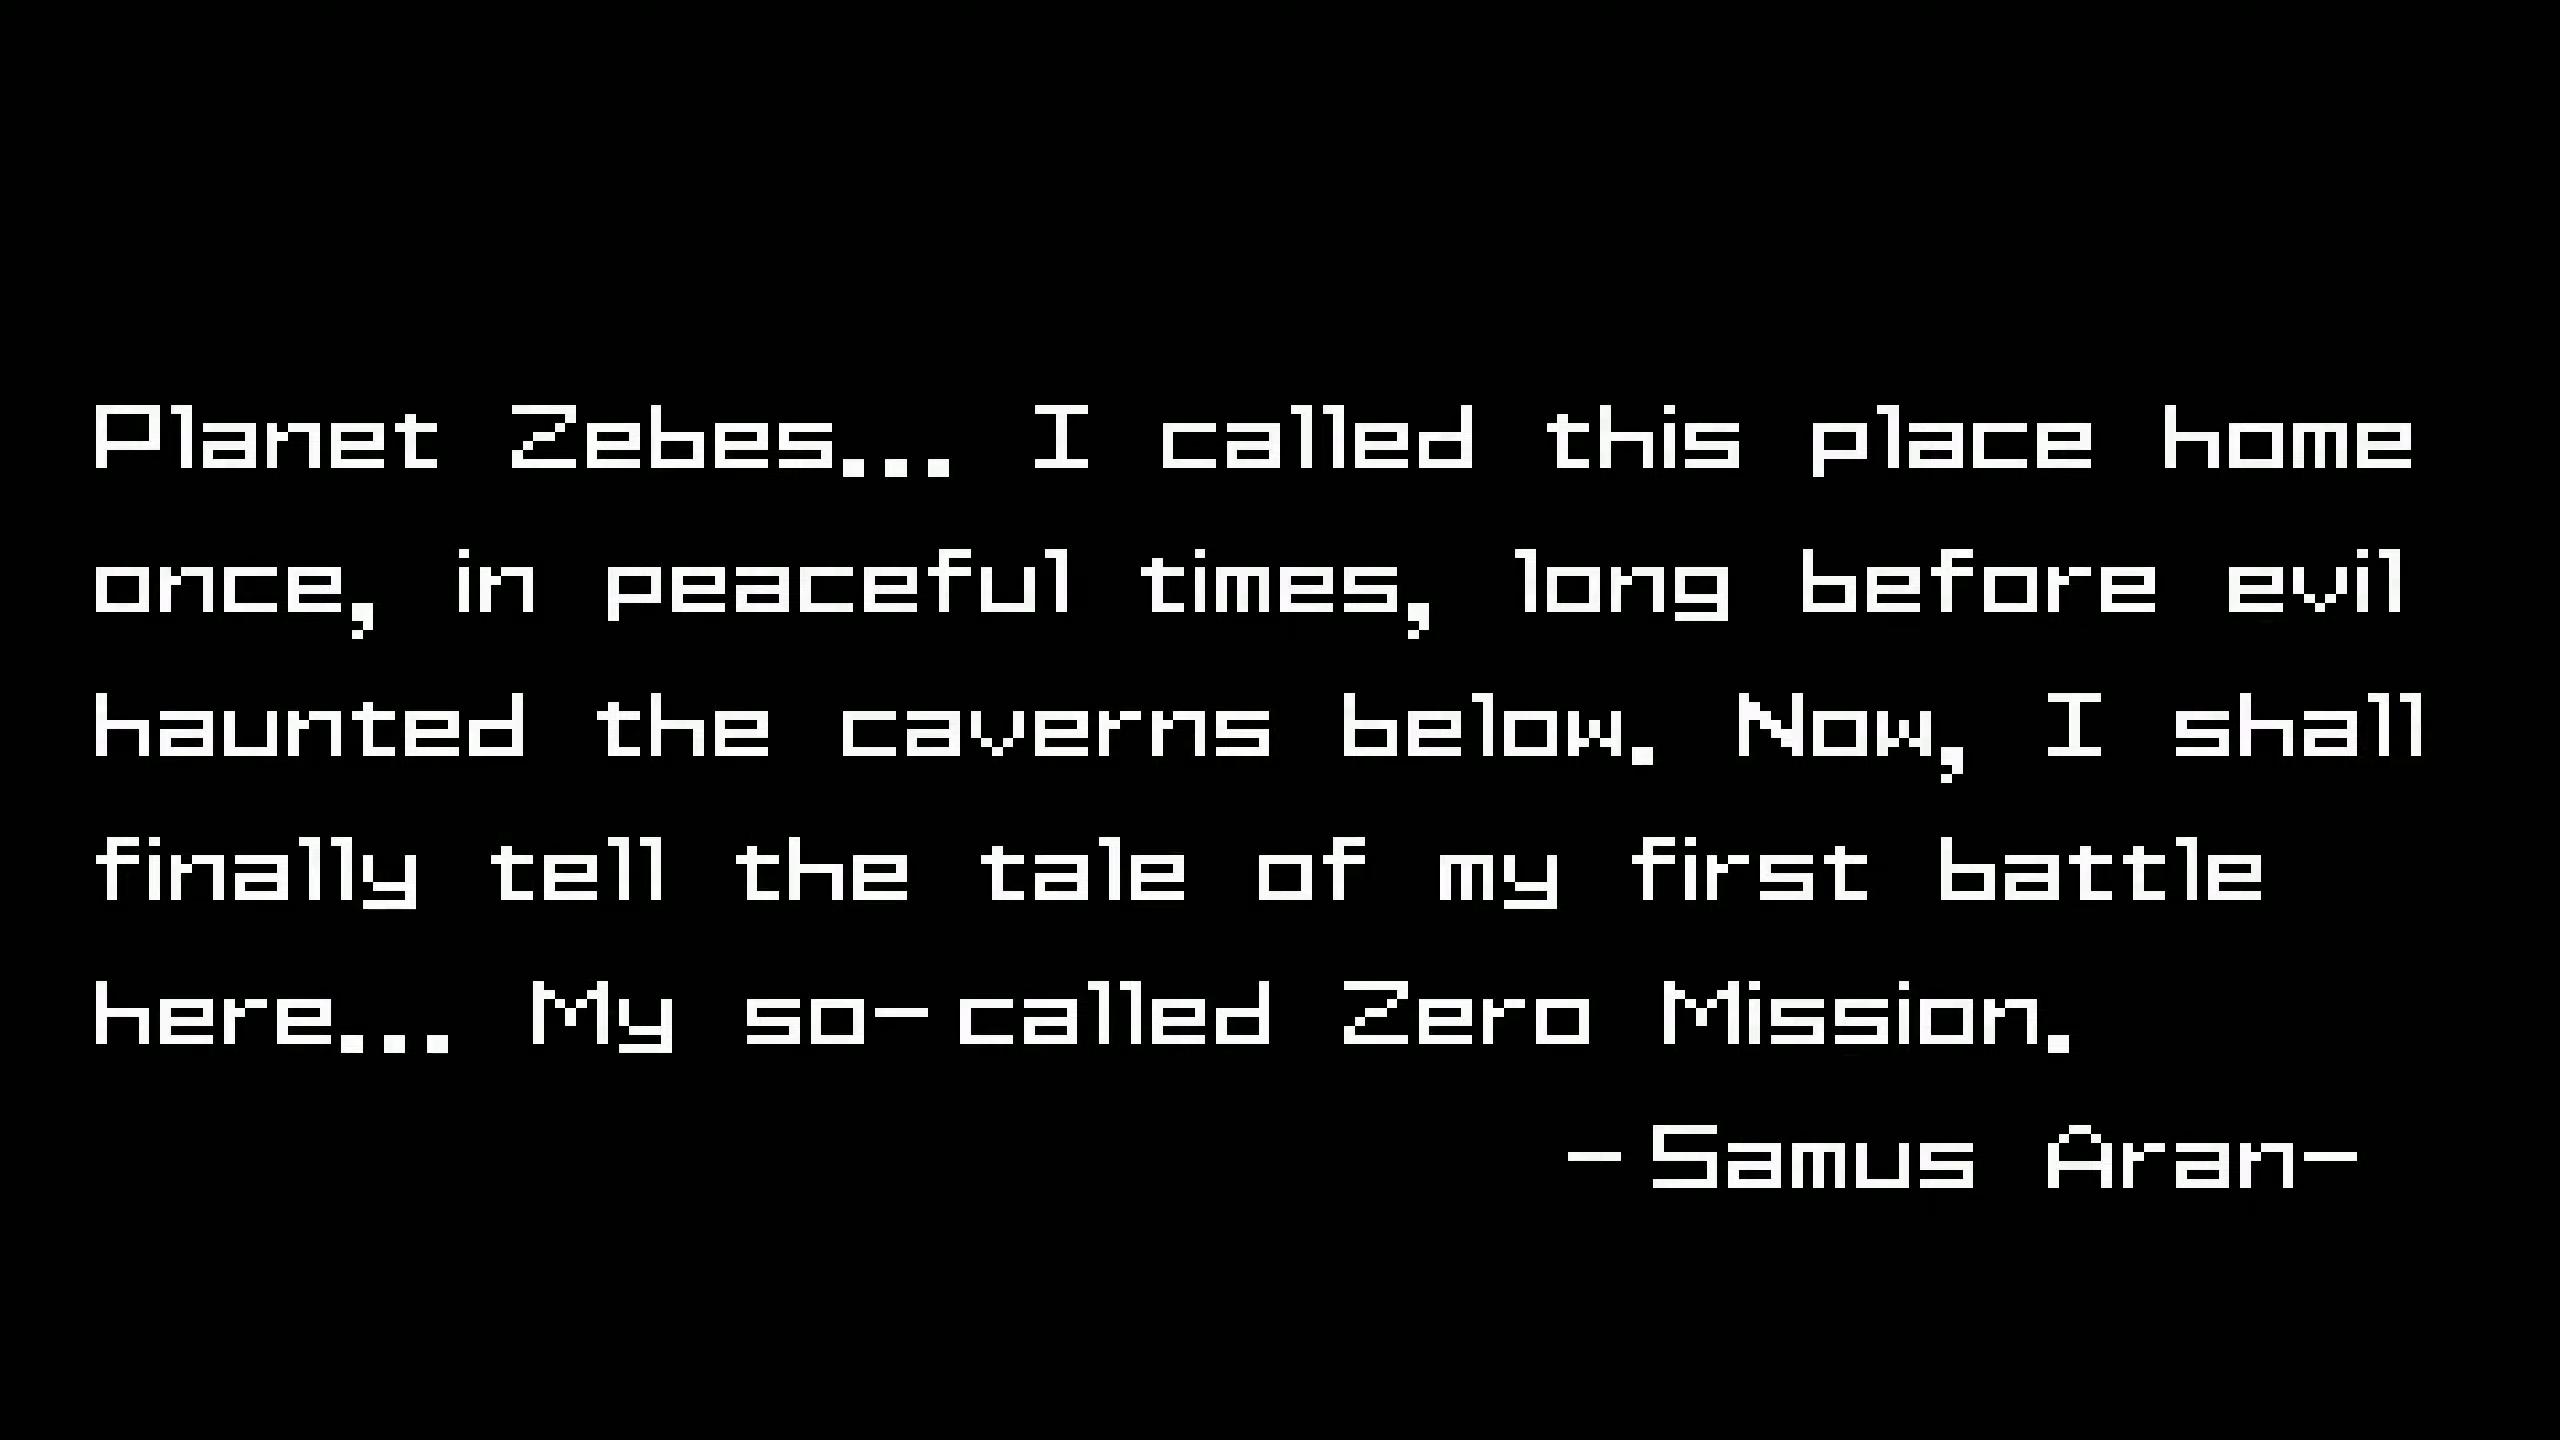 Planet Zebes... I called this place home
once, in peaceful times, long before evil
haunted the caverns below. Now, I shall
finally tell the tale of my first battle
here... My so-called Zero Mission.
-Samus Aran-